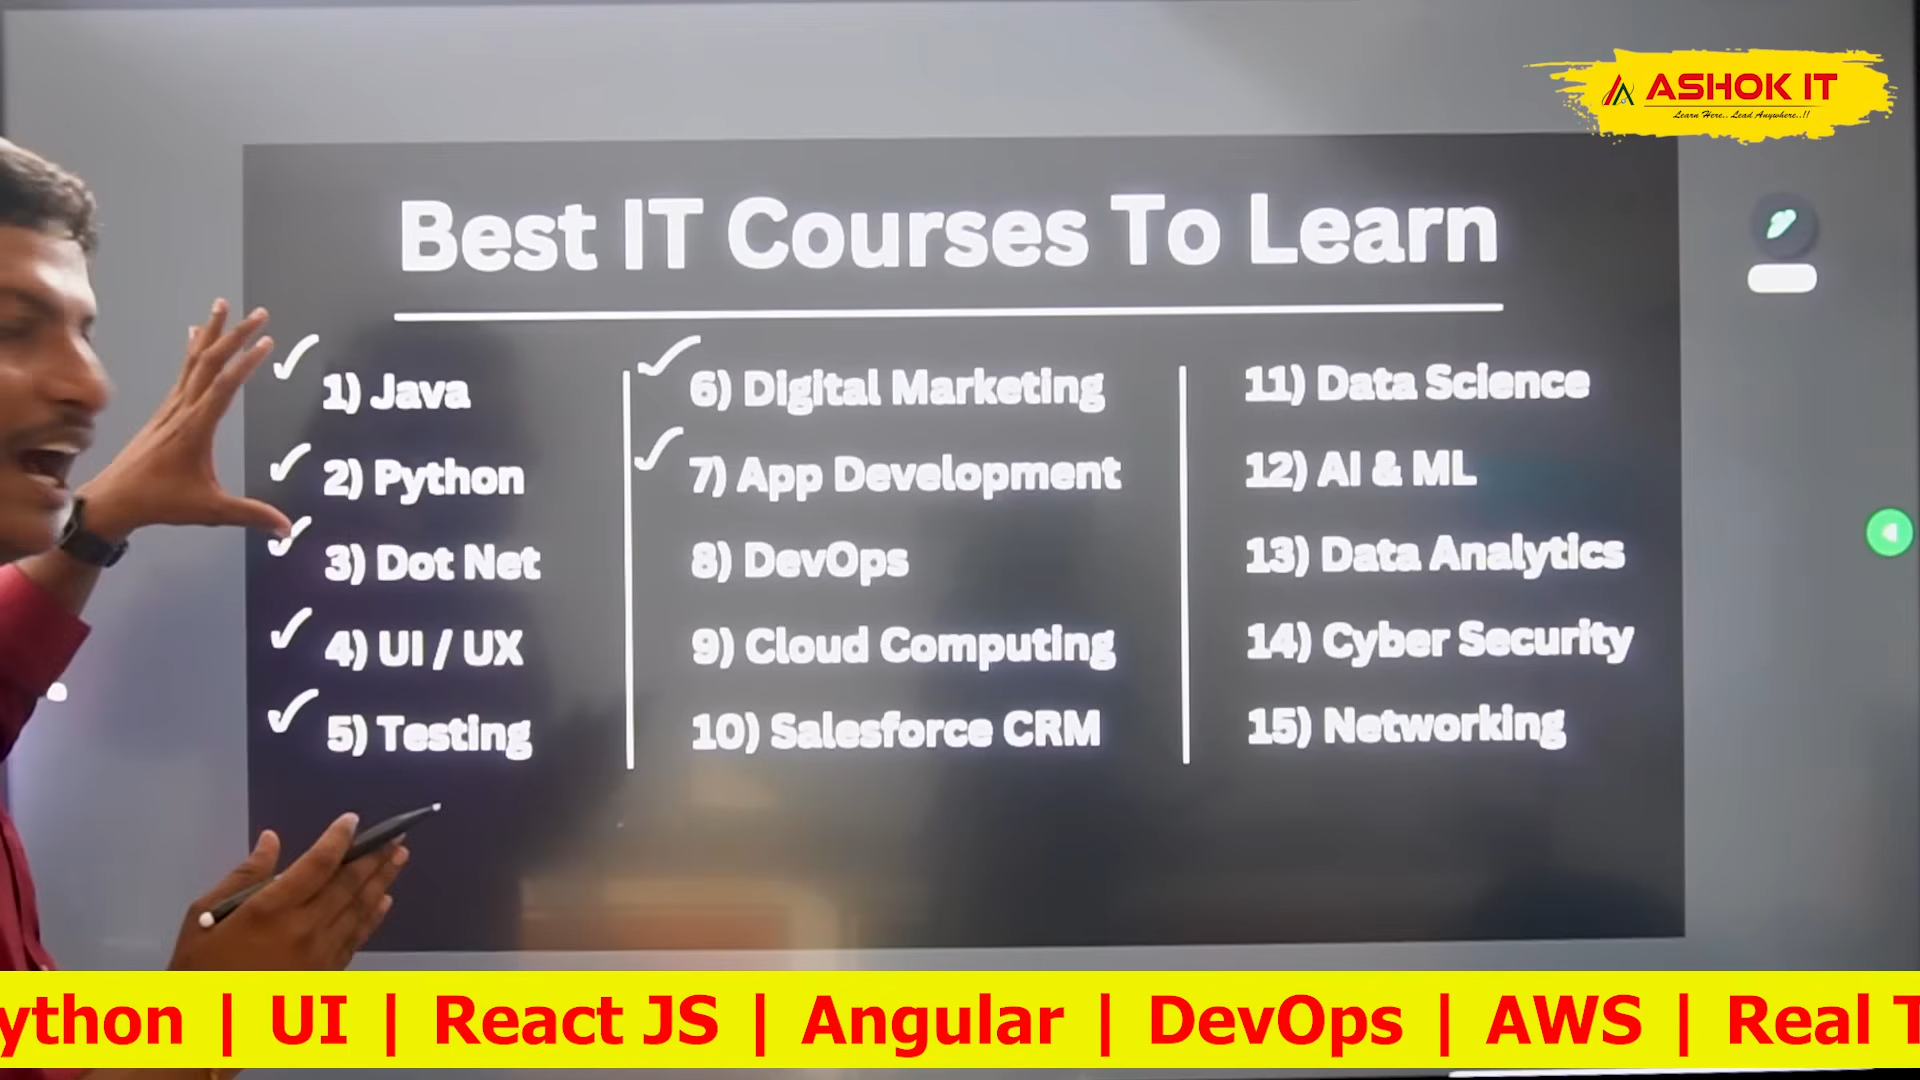 ASHOK IT
Learn Here.. Lead Anywhere..!!
Best IT Courses To Learn
1) Java
2) Python
3) Dot Net
4) UI / UX
5) Testing
6) Digital Marketing
7) App Development
8) DevOps
9) Cloud Computing
10) Salesforce CRM
11) Data Science
12) AI & ML
13) Data Analytics
14) Cyber Security
15) Networking
ython | UI | React JS | Angular | DevOps | AWS | Real T